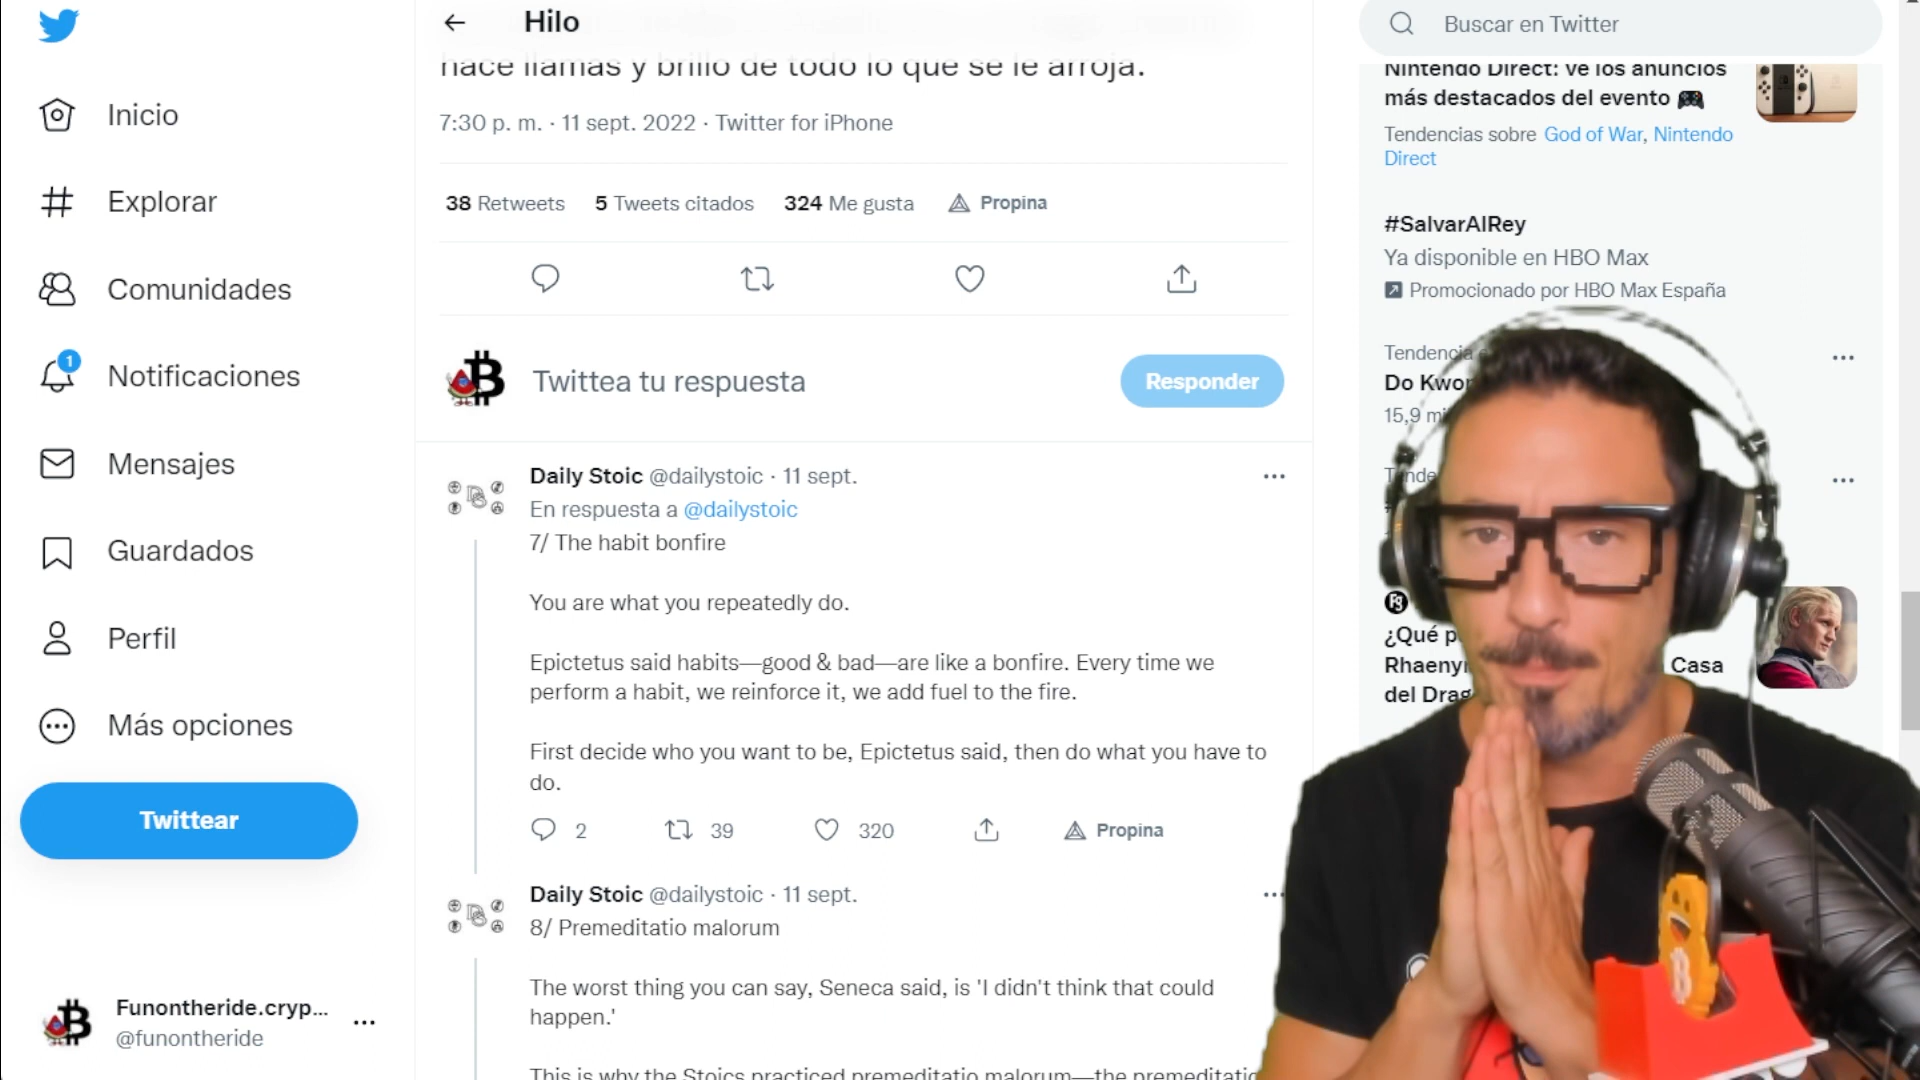 Inicio
Explorar
Comunidades
1
Notificaciones
Mensajes
Guardados
Perfil
Más opciones
Twittear
Funontheride.cryp...
@funontheride
Hilo
hace llamas y brillo de todo lo que se le arroja.
7:30 p. m. · 11 sept. 2022 · Twitter for iPhone
38 Retweets 5 Tweets citados 324 Me gusta Propina
Twittea tu respuesta
Responder
Daily Stoic @dailystoic · 11 sept.
En respuesta a @dailystoic
7/ The habit bonfire
You are what you repeatedly do.
Epictetus said habits—good & bad—are like a bonfire. Every time we
perform a habit, we reinforce it, we add fuel to the fire.
First decide who you want to be, Epictetus said, then do what you have to
do.
2 39 320 Propina
Daily Stoic @dailystoic · 11 sept.
8/ Premeditatio malorum
The worst thing you can say, Seneca said, is 'I didn't think that could
happen.'
This is why the Stoics practiced premeditatio malorum—the premeditatio
Buscar en Twitter
Nintendo Direct: ve los anuncios
más destacados del evento
Tendencias sobre God of War, Nintendo
Direct
#SalvarAlRey
Ya disponible en HBO Max
Promocionado por HBO Max España
Tendencia
Do Kwon
15,9 mi
Tende
¿Qué p
Rhaeny Casa
del Drag